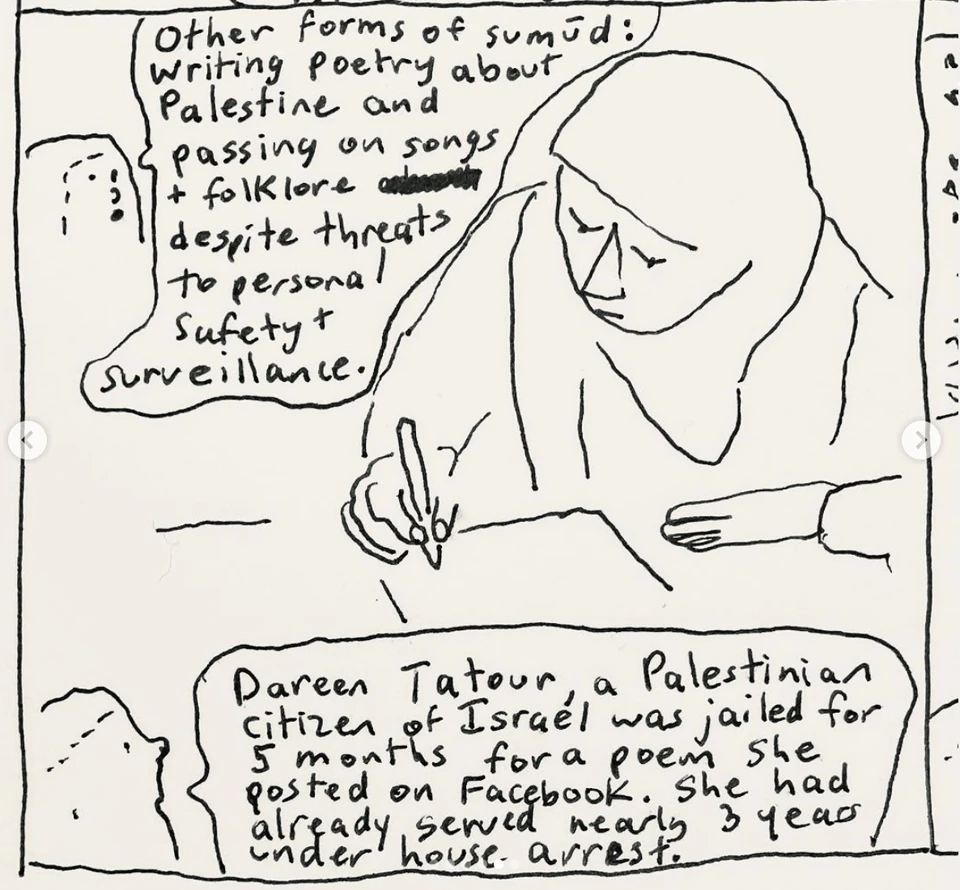 Other forms of sumūd:
writing poetry about
Palestine and
passing on songs
+ folklore
despite threats
to personal
Safety +
surveillance.
Dareen Tatour, a Palestinian
citizen of Israel was jailed for
5 months for a poem she
posted on Facebook. She had
already served nearly 3 years
under house arrest.